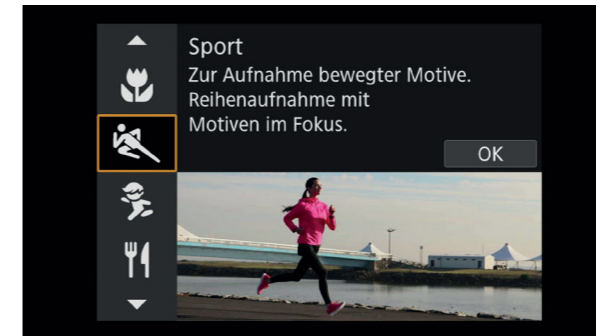 Sport
Zur Aufnahme bewegter Motive.
Reihenaufnahme mit
Motiven im Fokus.
OK